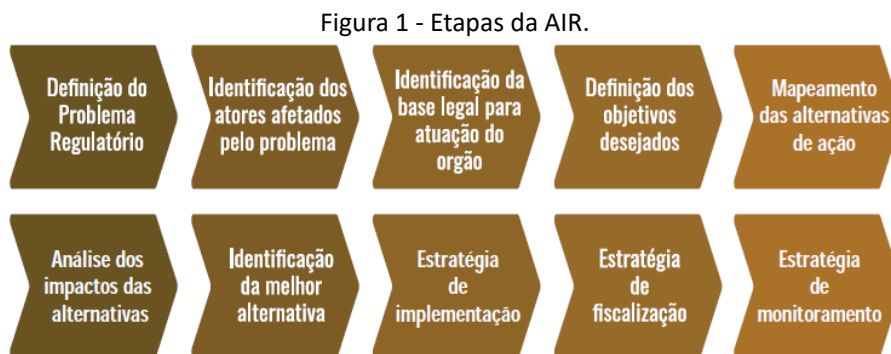 Figura 1 - Etapas da AIR.
Definição do
Problema
Regulatório
Identificação dos
atores afetados
pelo problema
Identificação da
base legal para
atuação do
orgão
Definição dos
objetivos
desejados
Mapeamento
das alternativas
de ação
Análise dos
impactos das
alternativas
Identificação
da melhor
alternativa
Estratégia
de
implementação
Estratégia
de
fiscalização
Estratégia
de
monitoramento